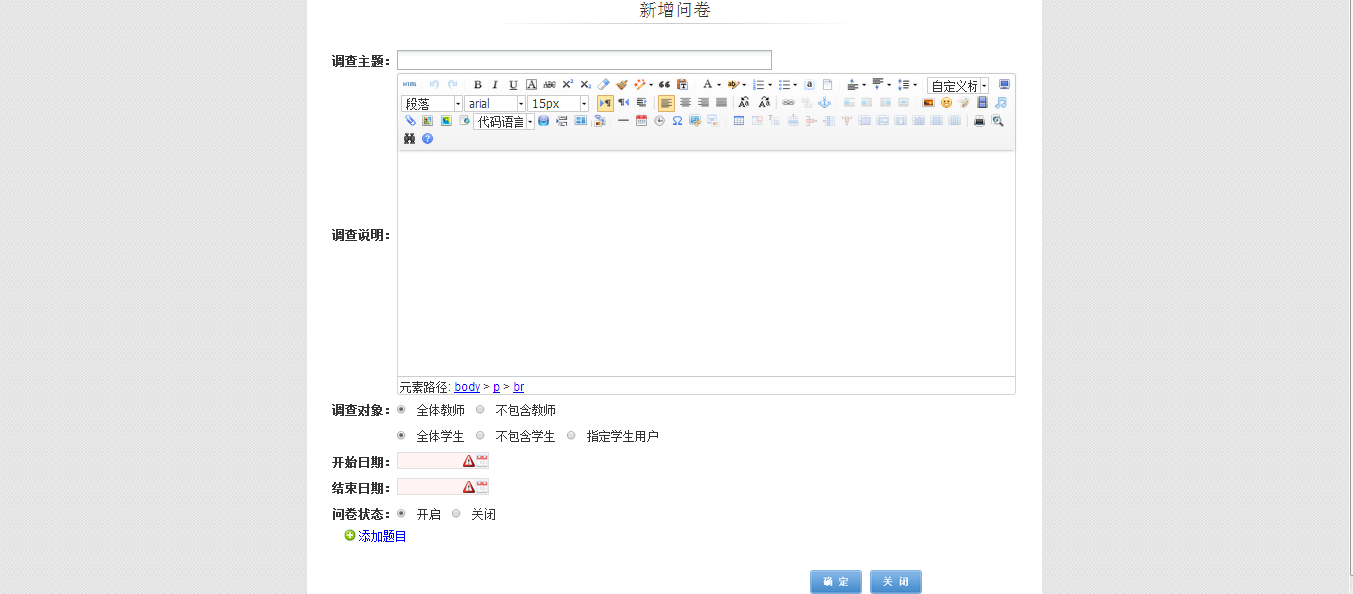 新增问卷
调查主题：
HTML B I U A ABC X² X₂ A ab a 自定义标
段落 arial 15px
代码语言
调查说明：
元素路径: body > p > br
调查对象： 全体教师 不包含教师
全体学生 不包含学生 指定学生用户
开始日期：
结束日期：
问卷状态： 开启 关闭
添加题目
确 定 关 闭